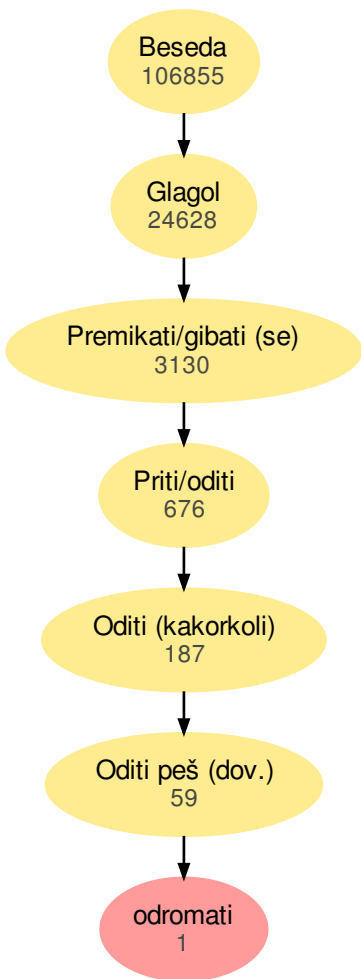 Beseda
106855
Glagol
24628
Premikati/gibati (se)
3130
Priti/oditi
676
Oditi (kakorkoli)
187
Oditi peš (dov.)
59
odromati
1